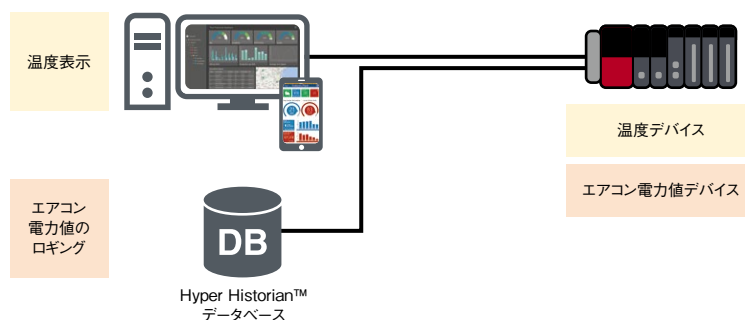 温度表示
温度デバイス
エアコン電力値デバイス
エアコン
電力値の
ロギング
DB
Hyper Historian™
データベース